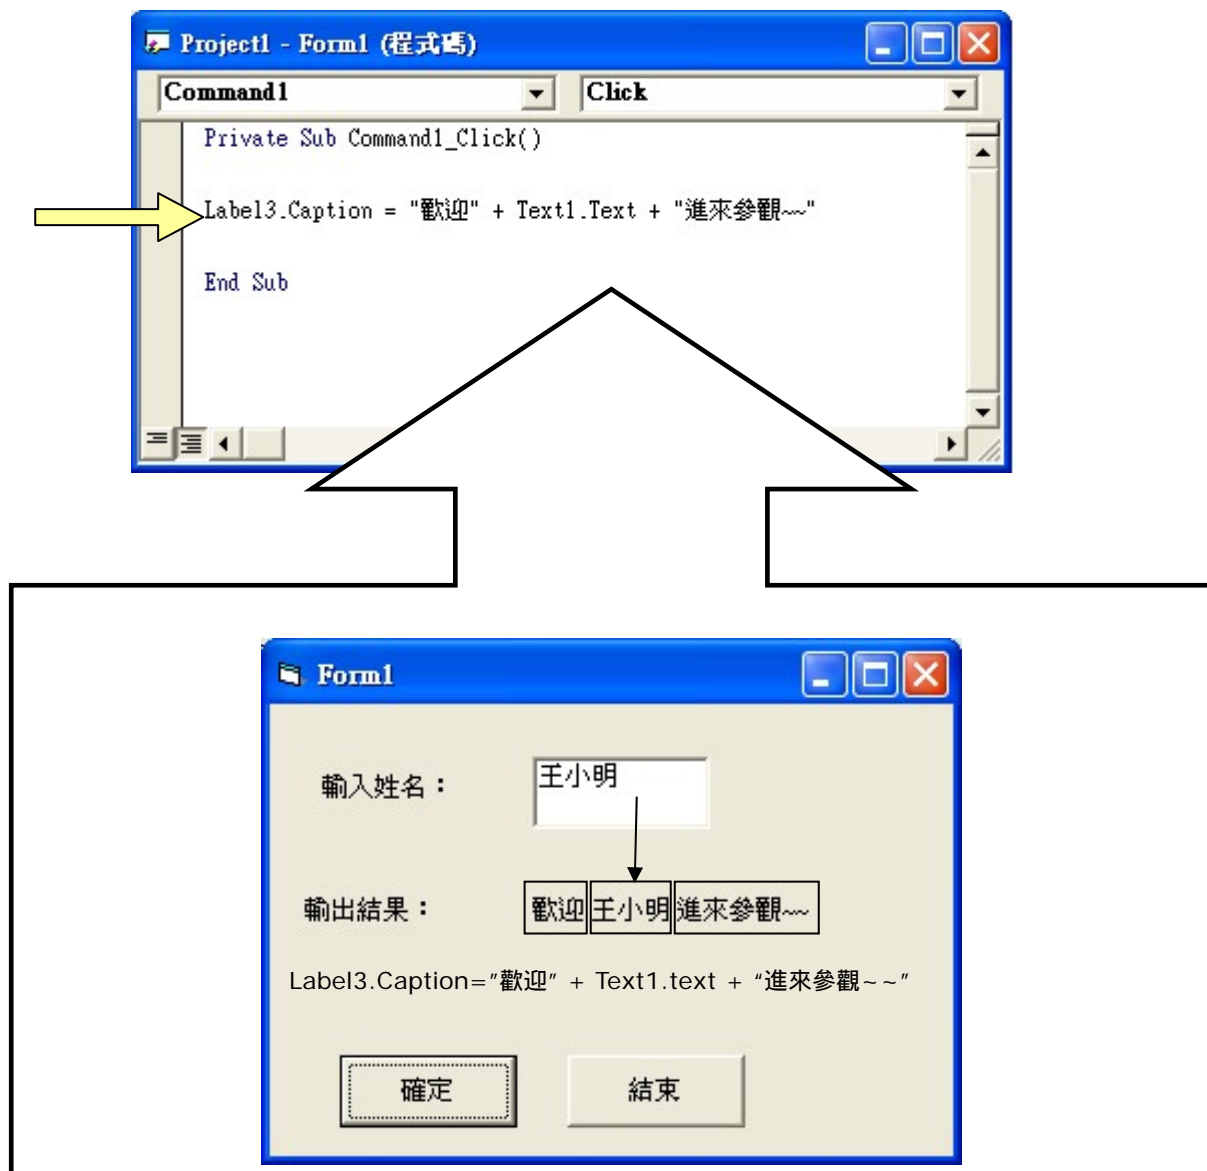 Project1 - Form1 (程式碼)
Command1 Click
Private Sub Command1_Click()
Label3.Caption = "歡迎" + Text1.Text + "進來參觀~~"
End Sub
Form1
輸入姓名：
王小明
輸出結果：
歡迎 王小明 進來參觀~~
Label3.Caption="歡迎" + Text1.text + "進來參觀~~"
確定 結束